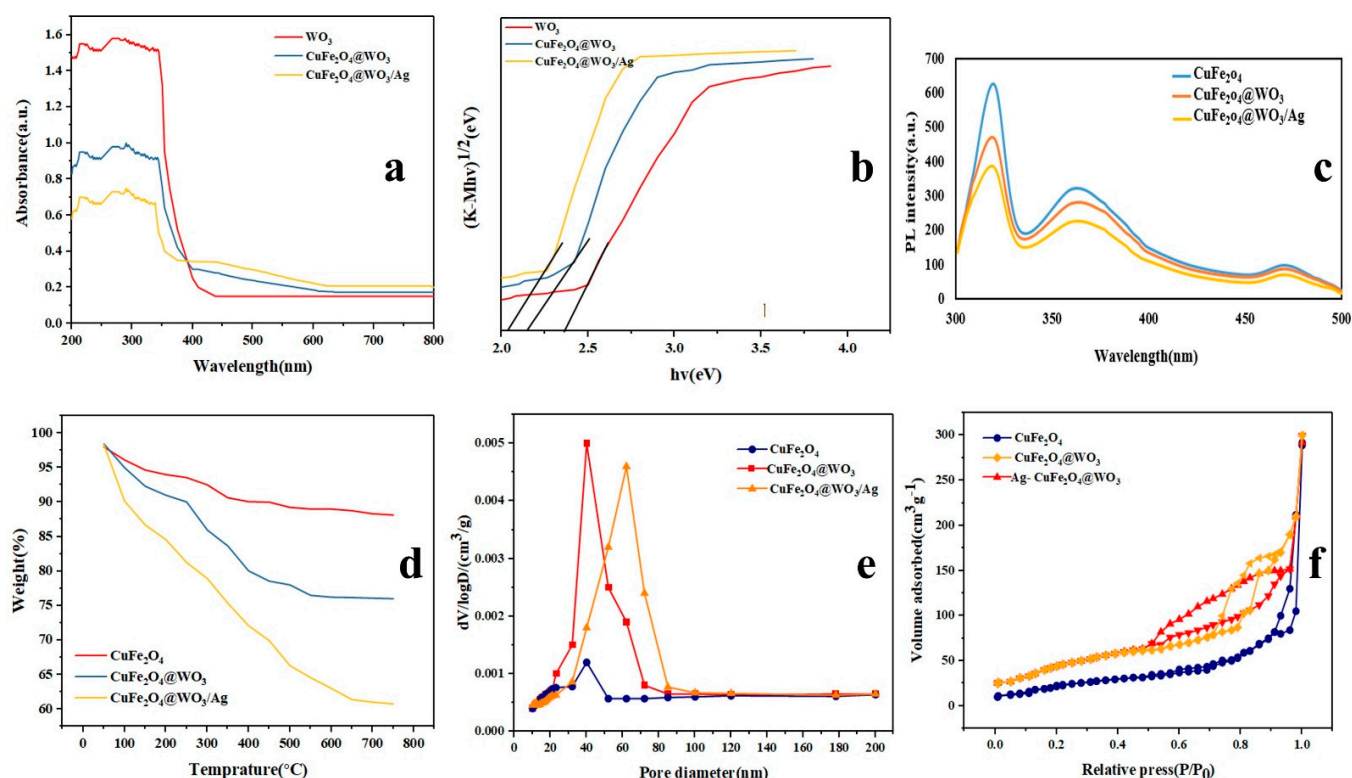 Absorbance(a.u.)
1.6
1.4
1.2
1.0
0.8
0.6
0.4
0.2
0.0
WO₃
CuFe₂O₄@WO₃
CuFe₂O₄@WO₃/Ag
a
200 300 400 500 600 700 800
Wavelength(nm)
(K-Mhv)^1/2(eV)
WO₃
CuFe₂O₄@WO₃
CuFe₂O₄@WO₃/Ag
b
2.0 2.5 3.0 3.5 4.0
hv(eV)
PL intensity(a.u.)
700
600
500
400
300
200
100
0
CuFe₂o₄
CuFe₂o₄@WO₃
CuFe₂o₄@WO₃/Ag
c
300 350 400 450 500
Wavelength(nm)
Weight(%)
100
95
90
85
80
75
70
65
60
d
CuFe₂O₄
CuFe₂O₄@WO₃
CuFe₂O₄@WO₃/Ag
0 100 200 300 400 500 600 700 800
Temprature(°C)
dV/logD/(cm³/g)
0.005
0.004
0.003
0.002
0.001
0.000
CuFe₂O₄
CuFe₂O₄@WO₃
CuFe₂O₄@WO₃/Ag
e
0 20 40 60 80 100 120 140 160 180 200
Pore diameter(nm)
Volume adsorbed(cm³g⁻¹)
300
250
200
150
100
50
0
CuFe₂O₄
CuFe₂O₄@WO₃
Ag- CuFe₂O₄@WO₃
f
0.0 0.2 0.4 0.6 0.8 1.0
Relative press(P/P₀)